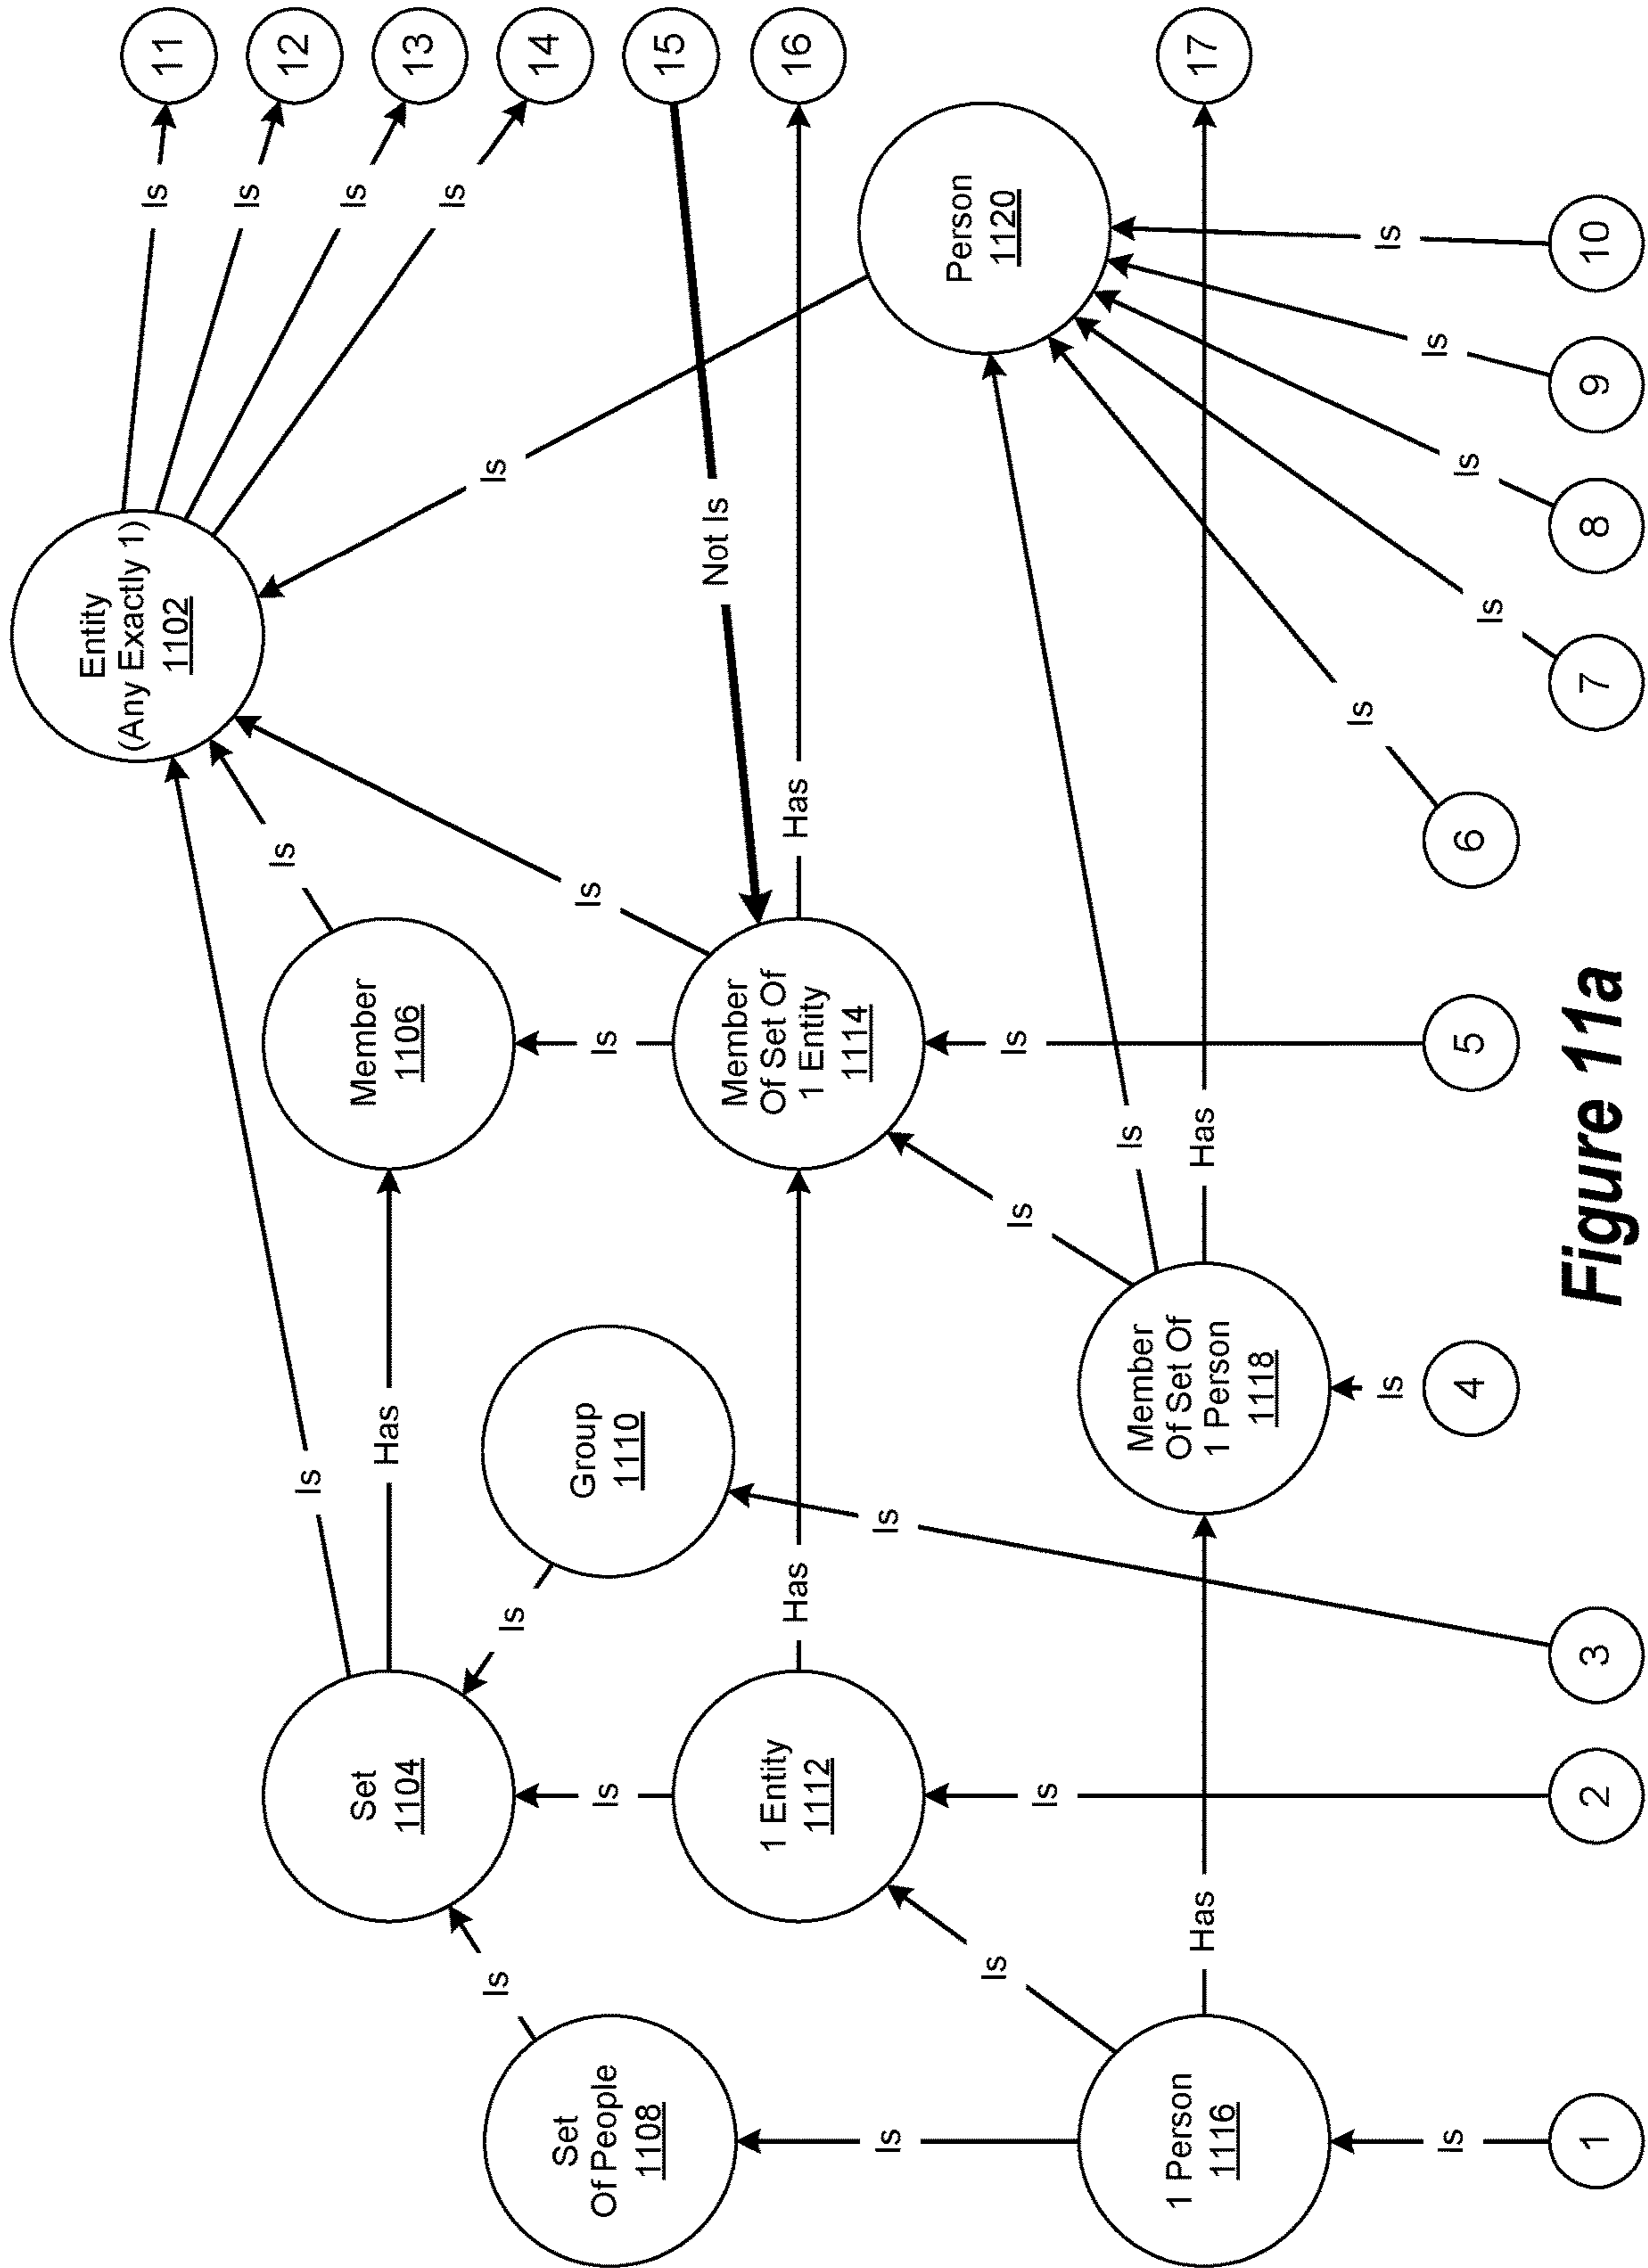 Entity
(Any Exactly 1)
1102
Is
11
Is
12
Is
13
Is
14
Is
Is
Set
1104
Has
Member
1106
Is
Is
Is
Set
Of People
1108
Group
1110
Is
Is
Is
Not Is
15
1 Entity
1112
Has
Member
Of Set Of
1 Entity
1114
Has
16
Is
Is
Is
Is
Is
Is
Person
1120
Is
1 Person
1116
Has
Member
Of Set Of
1 Person
1118
Has
17
Is
Is
Is
Is
Is
Is
Is
4
5
6
1
2
3
7
8
9
10
Figure 11a